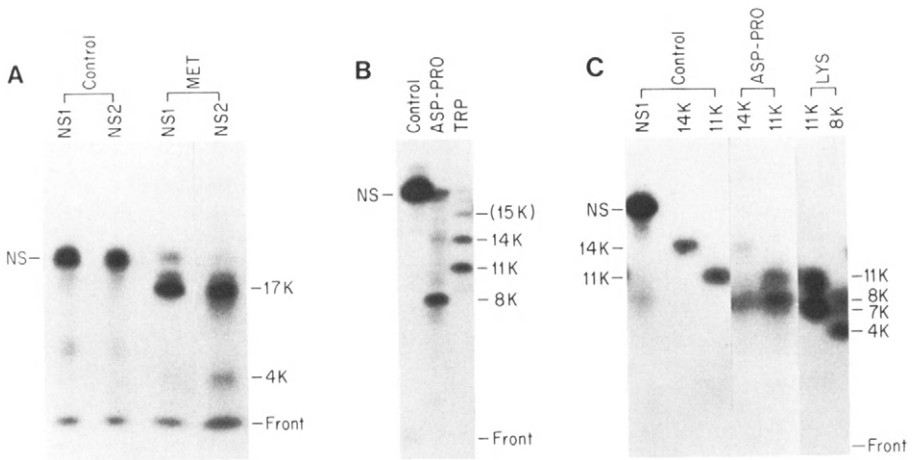 A
Control
MET
NS1
NS2
NS1
NS2
NS
17K
4K
Front
B
Control
ASP-PRO
TRP
NS
(15K)
14K
11K
8K
Front
C
Control
ASP-PRO
LYS
NS1
14K
11K
14K
11K
11K
8K
NS
14K
11K
11K
8K
7K
4K
Front